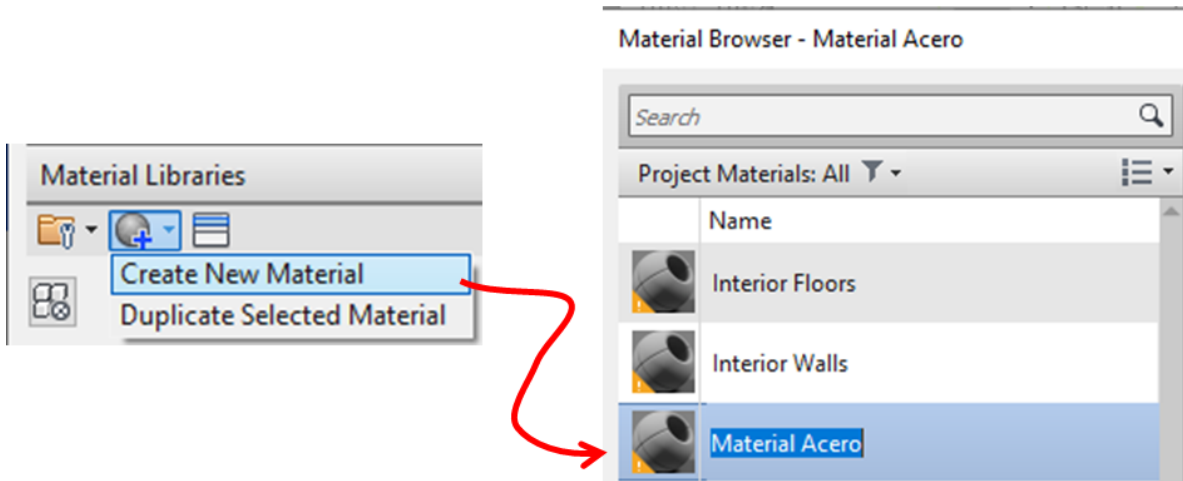 Material Libraries
Create New Material
Duplicate Selected Material
Material Browser - Material Acero
Search
Project Materials: All
Name
Interior Floors
Interior Walls
Material Acero